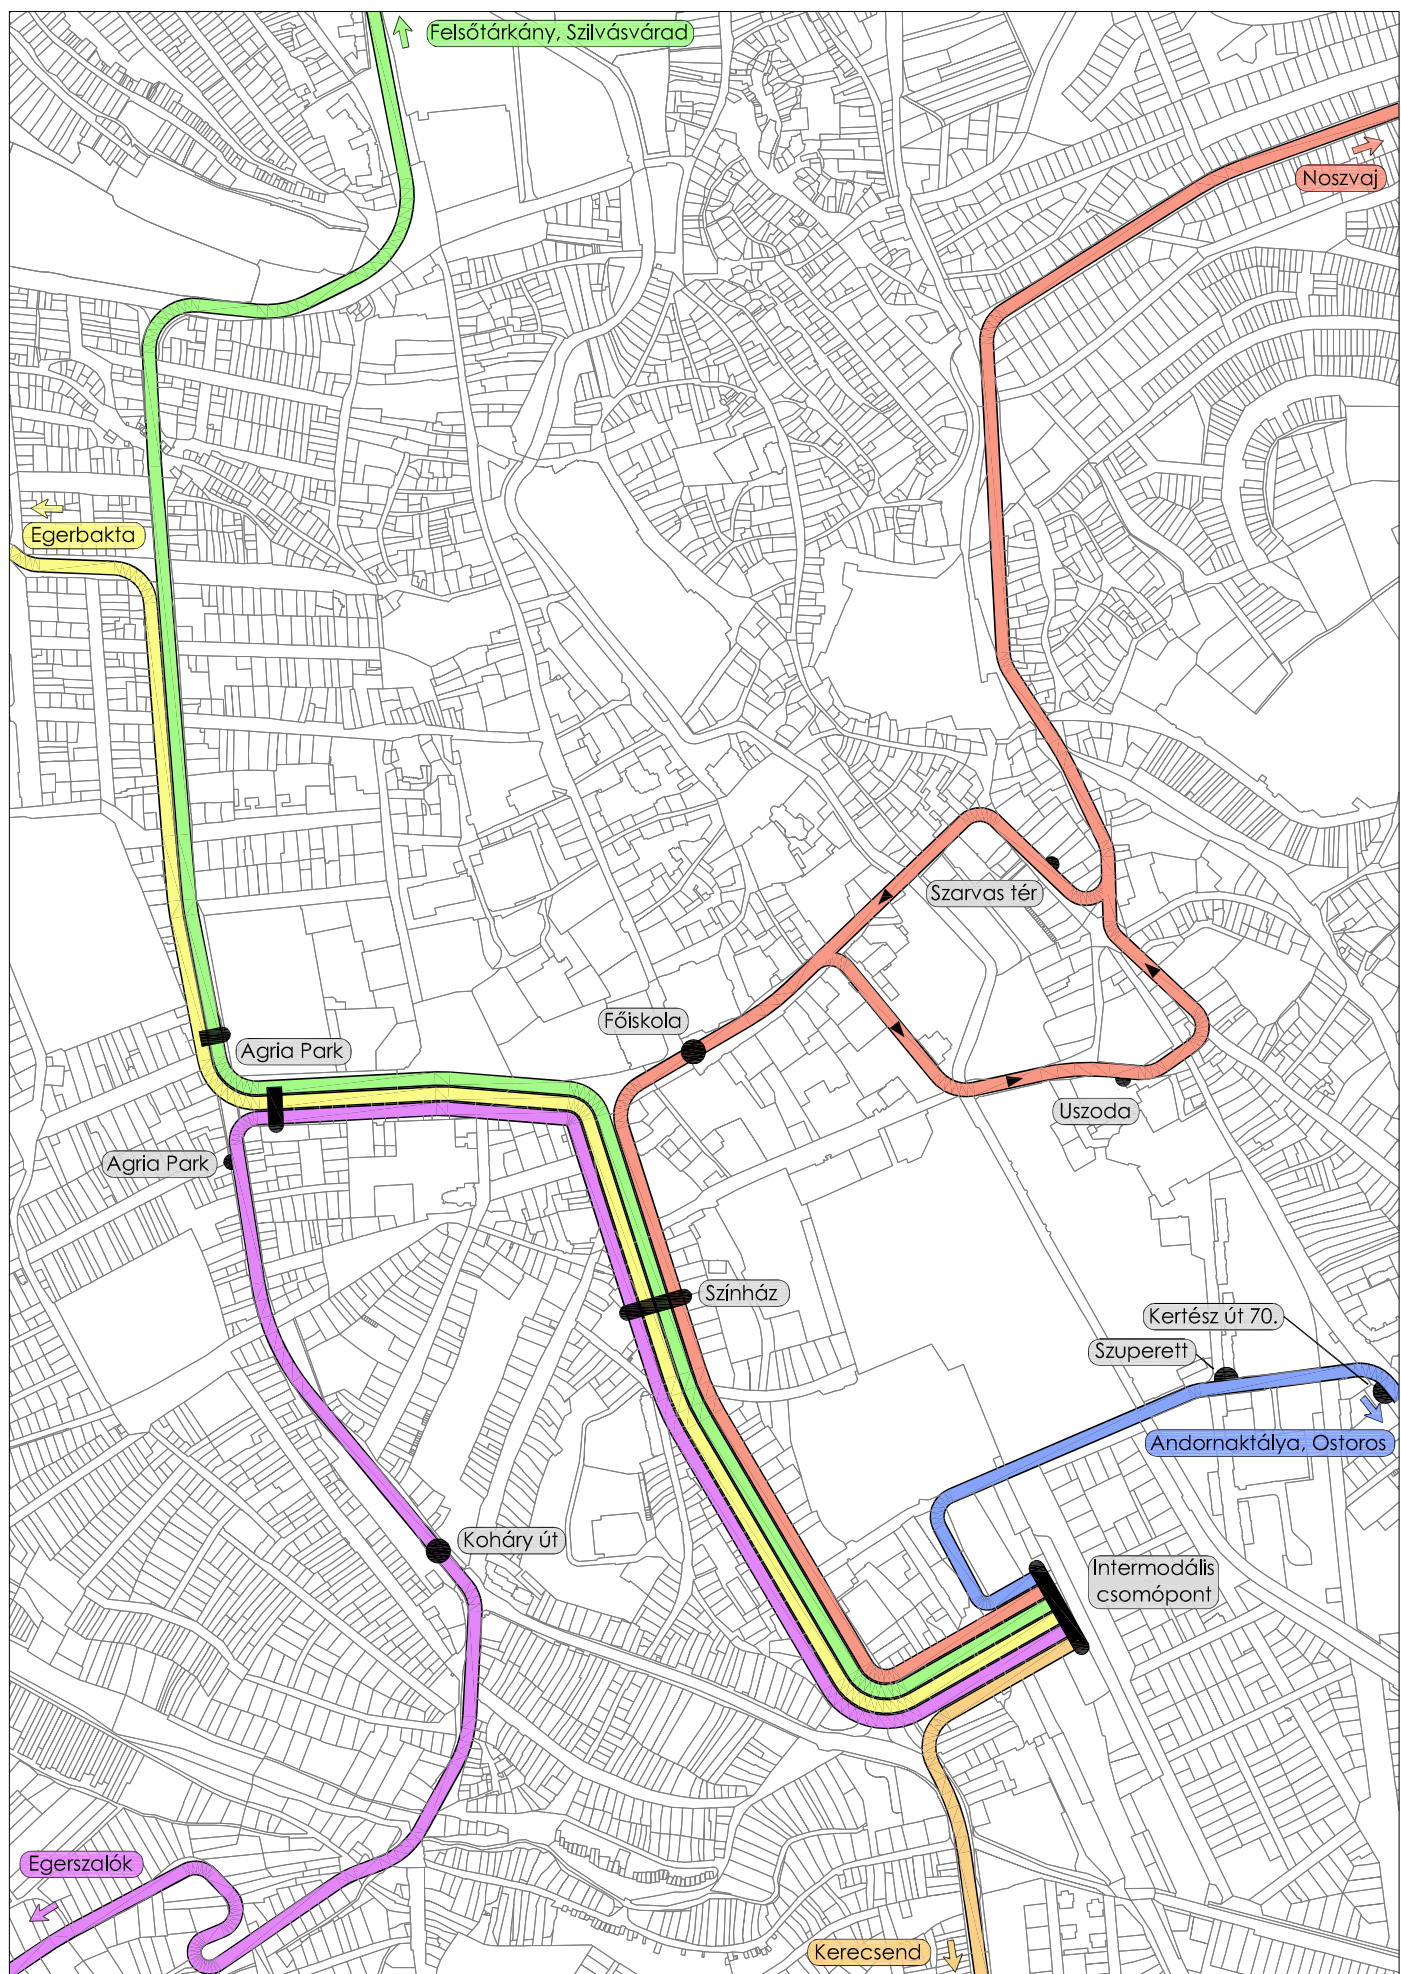 Felsőtárkány, Szilvásvárad
Noszvaj
Egerbakta
Szarvas tér
Főiskola
Agria Park
Uszoda
Agria Park
Színház
Kertész út 70.
Szuperett
Andornaktálya, Ostoros
Koháry út
Intermodális
csomópont
Egerszalók
Kerecsend